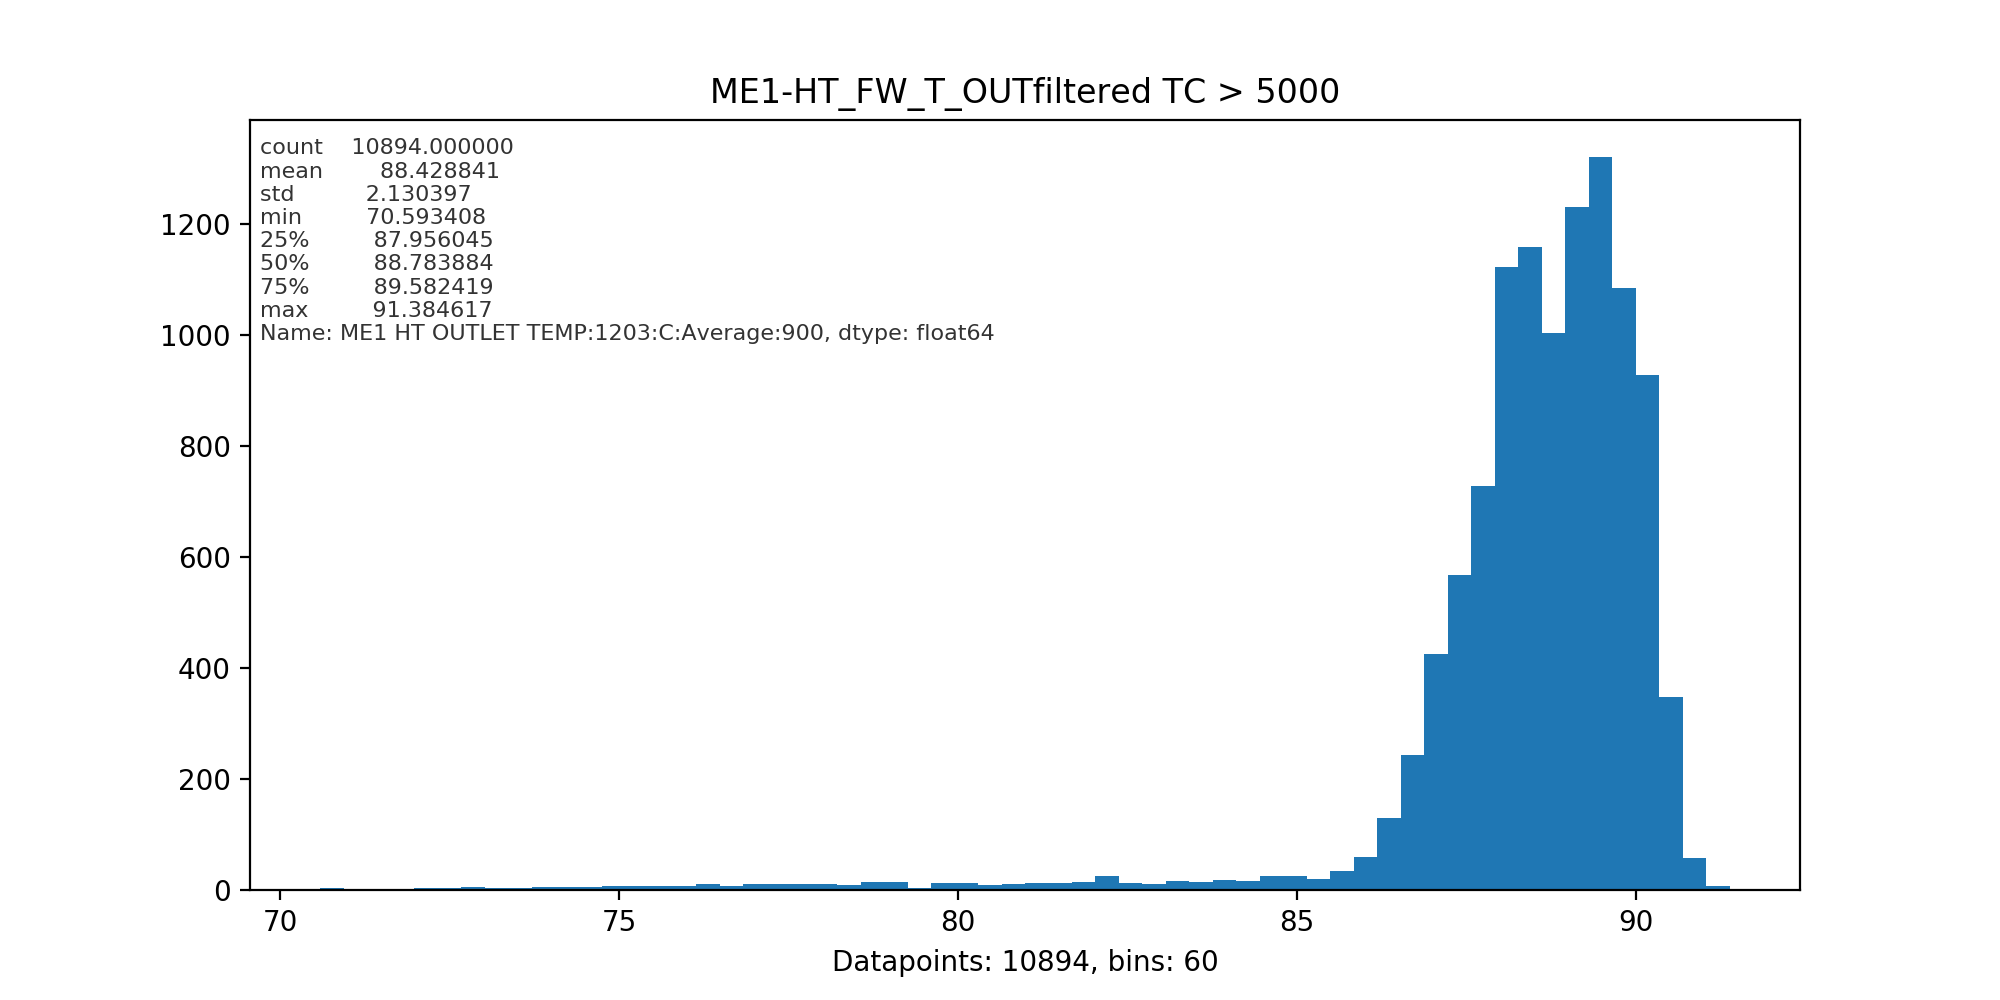 ME1-HT_FW_T_OUTfiltered TC > 5000
count 10894.000000
mean 88.428841
std 2.130397
min 70.593408
25% 87.956045
50% 88.783884
75% 89.582419
max 91.384617
Name: ME1 HT OUTLET TEMP:1203:C:Average:900, dtype: float64
1200
1000
800
600
400
200
0
70 75 80 85 90
Datapoints: 10894, bins: 60